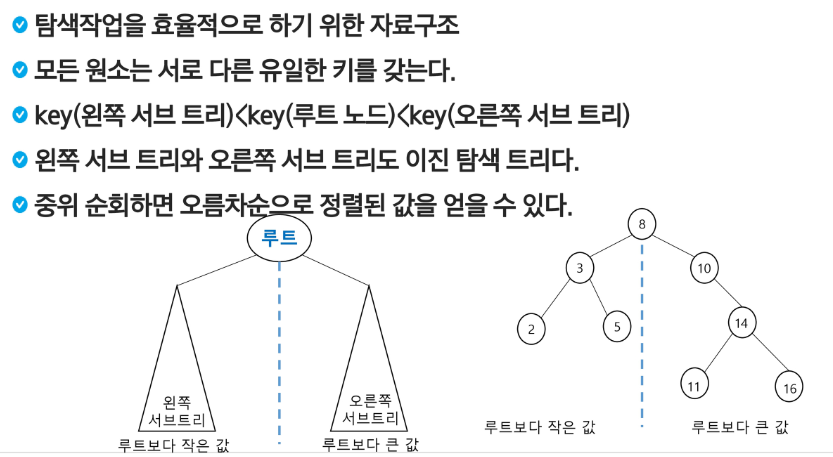 탐색작업을 효율적으로 하기 위한 자료구조
모든 원소는 서로 다른 유일한 키를 갖는다.
key(왼쪽 서브 트리)<key(루트 노드)<key(오른쪽 서브 트리)
왼쪽 서브 트리와 오른쪽 서브 트리도 이진 탐색 트리다.
중위 순회하면 오름차순으로 정렬된 값을 얻을 수 있다.
루트
왼쪽
서브트리
루트보다 작은 값
오른쪽
서브트리
루트보다 큰 값
8
3
10
2
5
14
11
16
루트보다 작은 값
루트보다 큰 값